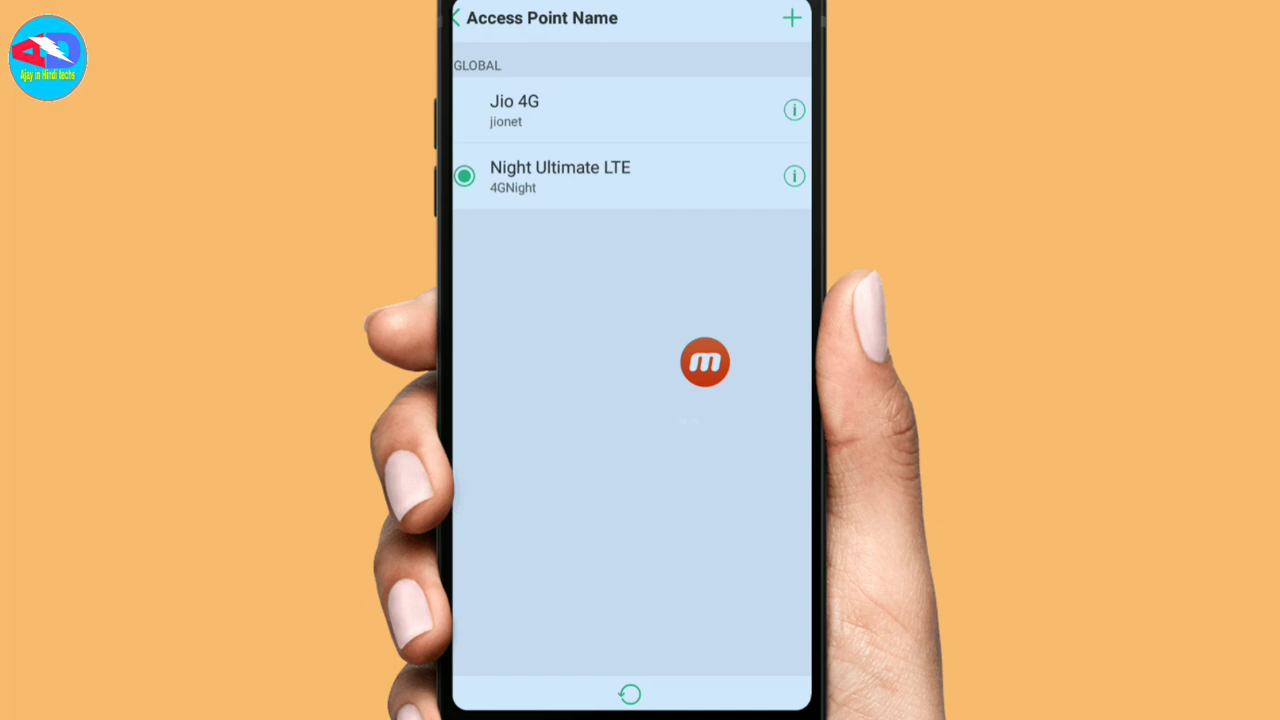 Ajay in Hindi techs
Access Point Name
GLOBAL
Jio 4G
jionet
Night Ultimate LTE
4GNight